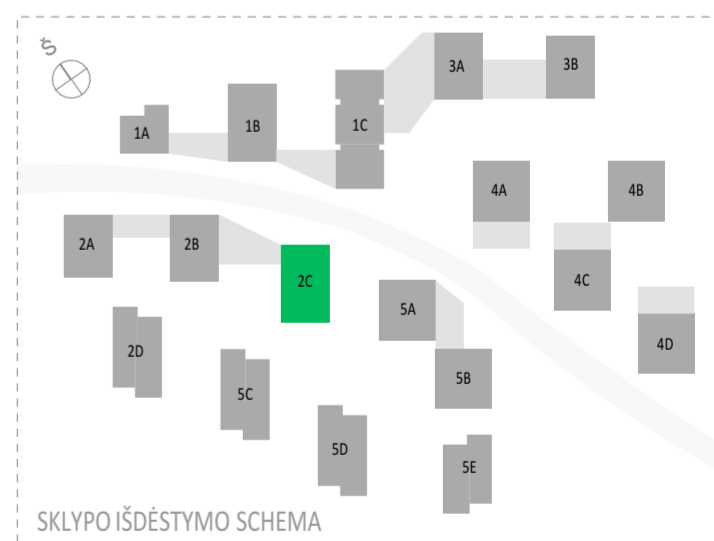 Š
3A
3B
1A
1B
1C
4A
4B
2A
2B
2C
4C
5A
2D
4D
5B
5C
5D
5E
SKLYPO IŠDĖSTYMO SCHEMA